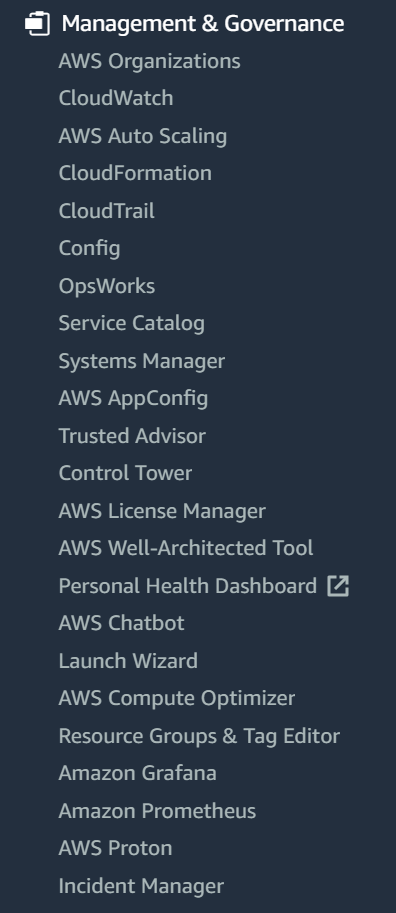 Management & Governance
AWS Organizations
CloudWatch
AWS Auto Scaling
CloudFormation
CloudTrail
Config
OpsWorks
Service Catalog
Systems Manager
AWS AppConfig
Trusted Advisor
Control Tower
AWS License Manager
AWS Well-Architected Tool
Personal Health Dashboard
AWS Chatbot
Launch Wizard
AWS Compute Optimizer
Resource Groups & Tag Editor
Amazon Grafana
Amazon Prometheus
AWS Proton
Incident Manager